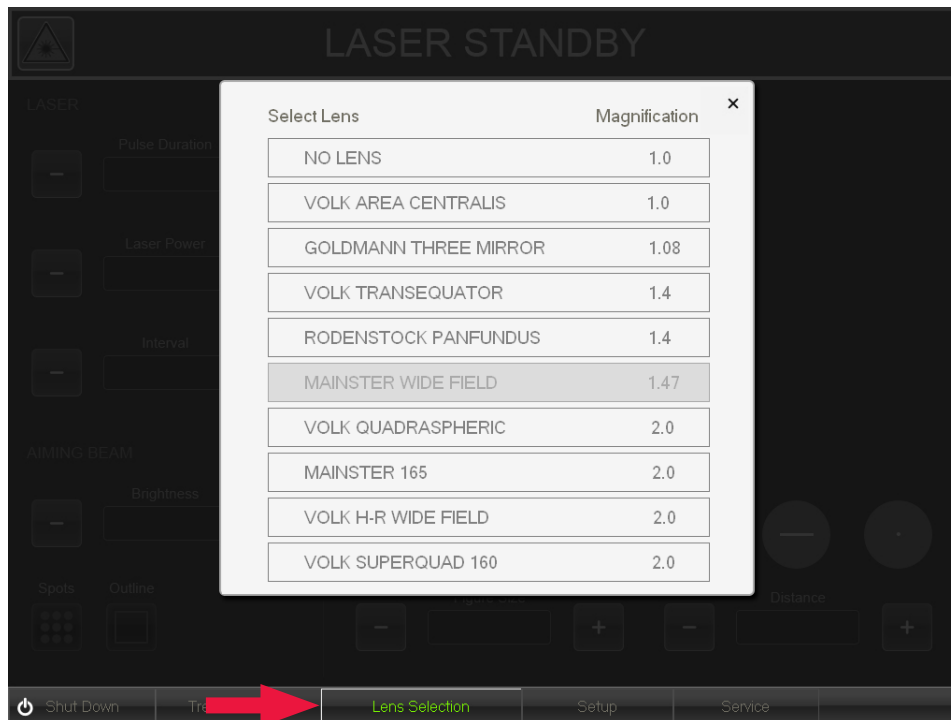 LASER STANDBY
LASER
Pulse Duration
Laser Power
Interval
AIMING BEAM
Brightness
Spots Outline
Select Lens Magnification ×
NO LENS 1.0
VOLK AREA CENTRALIS 1.0
GOLDMANN THREE MIRROR 1.08
VOLK TRANSEQUATOR 1.4
RODENSTOCK PANFUNDUS 1.4
MAINSTER WIDE FIELD 1.47
VOLK QUADRASPHERIC 2.0
MAINSTER 165 2.0
VOLK H-R WIDE FIELD 2.0
VOLK SUPERQUAD 160 2.0
Distance
Shut Down Lens Selection Setup Service